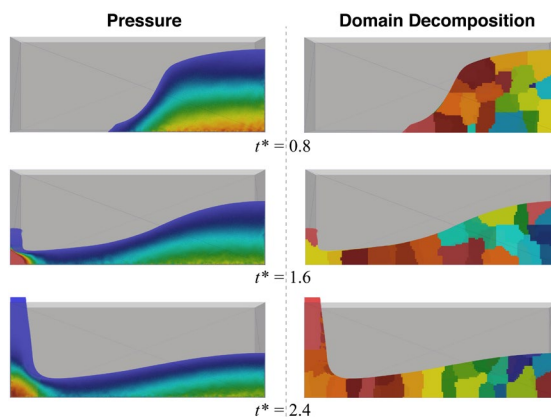 Pressure
Domain Decomposition
t* = 0.8
t* = 1.6
t* = 2.4